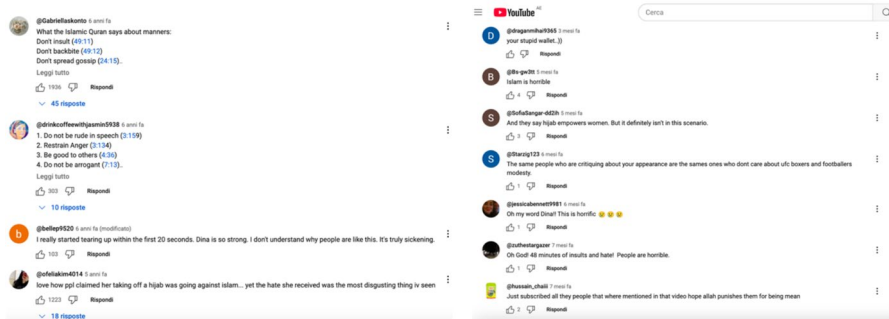 @Gabriellaskonto 6 anni fa
What the Islamic Quran says about manners:
Don't insult (49:11)
Don't backbite (49:12)
Don't spread gossip (24:15)..
Leggi tutto
1936 Rispondi
45 risposte
@drinkcoffeewithjasmin5938 6 anni fa
1. Do not be rude in speech (3:159)
2. Restrain Anger (3:134)
3. Be good to others (4:36)
4. Do not be arrogant (7:13)..
Leggi tutto
303 Rispondi
10 risposte
b
@bellep9520 6 anni fa (modificato)
I really started tearing up within the first 20 seconds. Dina is so strong. I don't understand why people are like this. It's truly sickening.
103 Rispondi
@ofeliakim4014 5 anni fa
love how ppl claimed her taking off a hijab was going against islam... yet the hate she received was the most disgusting thing iv seen
1223 Rispondi
18 risposte
YouTube AE
Cerca
D
@draganmihai9365 3 mesi fa
your stupid wallet..))
Rispondi
B
@Bs-gw3tt 5 mesi fa
Islam is horrible
4 Rispondi
S
@SofiaSangar-dd2ih 5 mesi fa
And they say hijab empowers women. But it definitely isn't in this scenario.
3 Rispondi
S
@Starzig123 6 mesi fa
The same people who are critiquing about your appearance are the sames ones who dont care about ufc boxers and footballers
modesty.
1 Rispondi
@jessicabennett9981 6 mesi fa
Oh my word Dina!! This is horrific 😢 😢 😢
1 Rispondi
@zuthestargazer 7 mesi fa
Oh God! 48 minutes of insults and hate! People are horrible.
1 Rispondi
@hussain_chaiii 7 mesi fa
Just subscribed all they people that where mentioned in that video hope allah punishes them for being mean
2 Rispondi